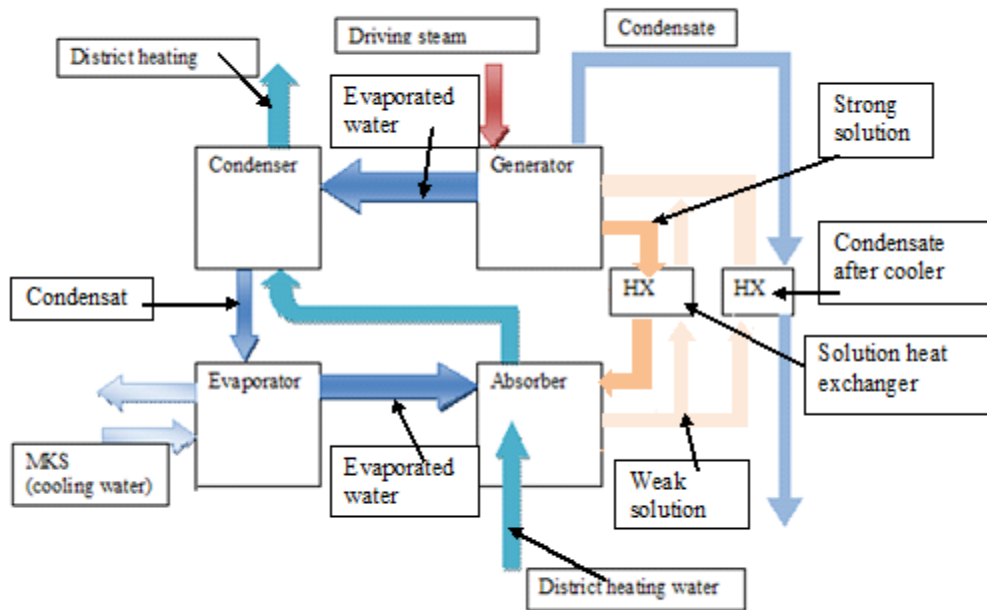 District heating
Driving steam
Condensate
Evaporated
water
Strong
solution
Condenser
Generator
Condensate
after cooler
HX
HX
Condensat
Solution heat
exchanger
Evaporator
Absorber
MKS
(cooling water)
Evaporated
water
Weak
solution
District heating water